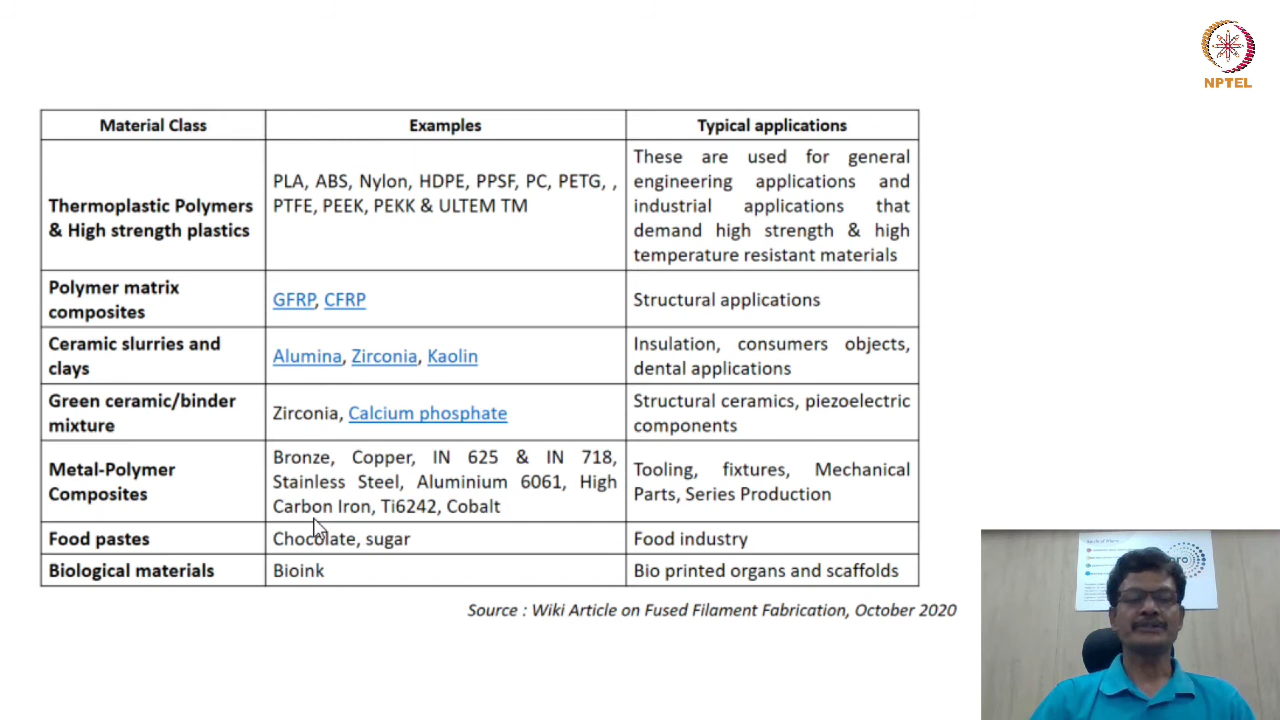 NPTEL
Material Class
Examples
Typical applications
Thermoplastic Polymers
& High strength plastics
PLA, ABS, Nylon, HDPE, PPSF, PC, PETG, ,
PTFE, PEEK, PEKK & ULTEM TM
These are used for general
engineering applications and
industrial applications that
demand high strength & high
temperature resistant materials
Polymer matrix
composites
GFRP, CFRP
Structural applications
Ceramic slurries and
clays
Alumina, Zirconia, Kaolin
Insulation, consumers objects,
dental applications
Green ceramic/binder
mixture
Zirconia, Calcium phosphate
Structural ceramics, piezoelectric
components
Metal-Polymer
Composites
Bronze, Copper, IN 625 & IN 718,
Stainless Steel, Aluminium 6061, High
Carbon Iron, Ti6242, Cobalt
Tooling, fixtures, Mechanical
Parts, Series Production
Food pastes
Chocolate, sugar
Food industry
Biological materials
Bioink
Bio printed organs and scaffolds
Source : Wiki Article on Fused Filament Fabrication, October 2020